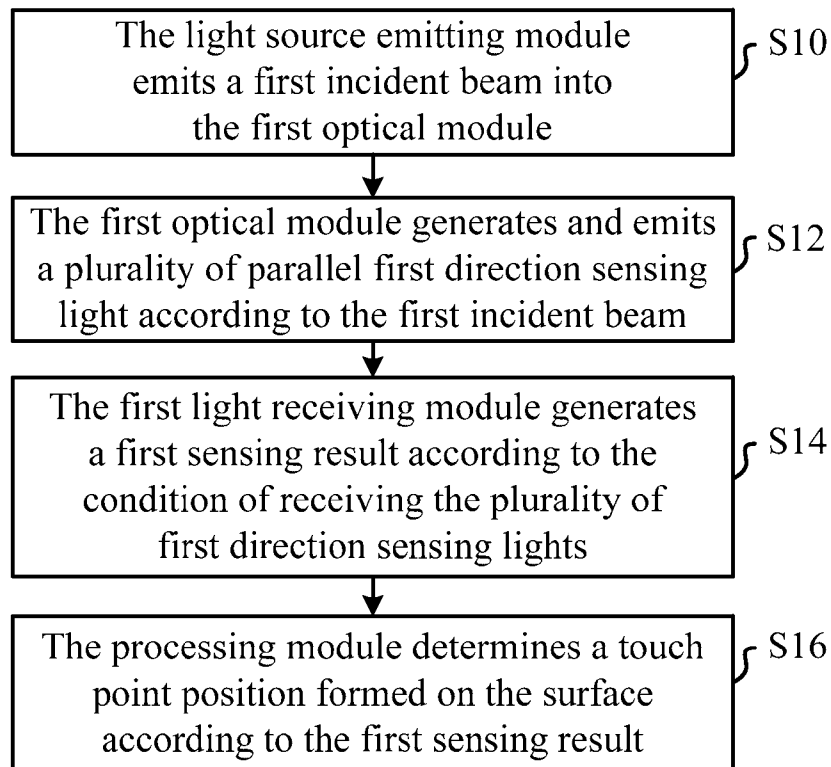 The light source emitting module
emits a first incident beam into
the first optical module
S10
The first optical module generates and emits
a plurality of parallel first direction sensing
light according to the first incident beam
S12
The first light receiving module generates
a first sensing result according to the
condition of receiving the plurality of
first direction sensing lights
S14
The processing module determines a touch
point position formed on the surface
according to the first sensing result
S16